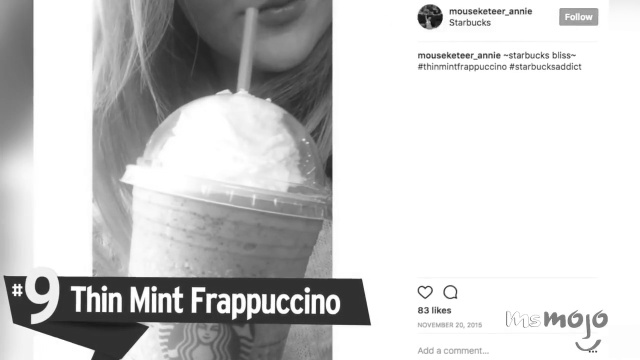 mouseketeer_annie
Starbucks
Follow
mouseketeer_annie ~starbucks bliss~
#thinmintfrappuccino #starbucksaddict
#9 Thin Mint Frappuccino
83 likes
NOVEMBER 20, 2015
msmojo
Add a comment...